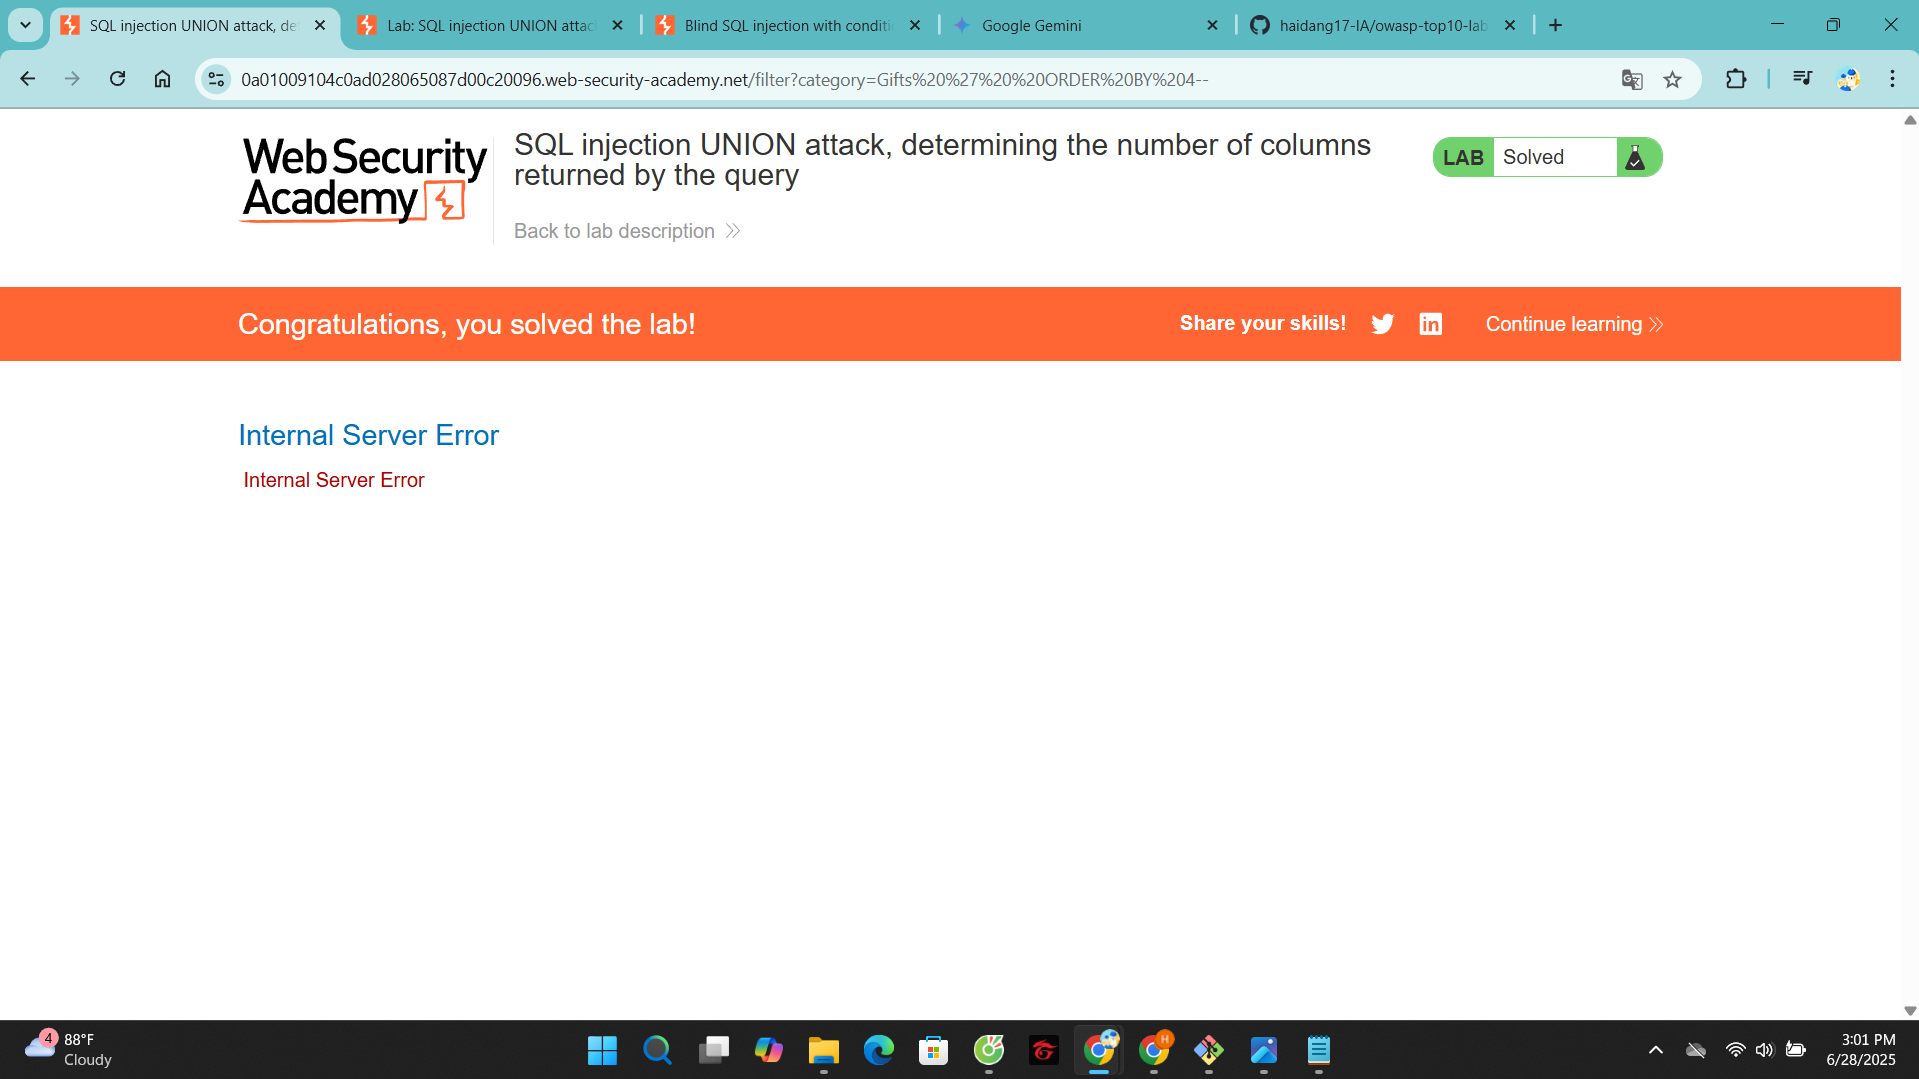 SQL injection UNION attack, de
Lab: SQL injection UNION attac
Blind SQL injection with conditi
Google Gemini
haidang17-IA/owasp-top10-lab
0a01009104c0ad028065087d00c20096.web-security-academy.net/filter?category=Gifts%20%27%20%20ORDER%20BY%204--
Web Security
Academy
SQL injection UNION attack, determining the number of columns
returned by the query
Back to lab description
LAB Solved
Congratulations, you solved the lab!
Share your skills!
in
Continue learning
Internal Server Error
Internal Server Error
4
88°F
Cloudy
H
3:01 PM
6/28/2025